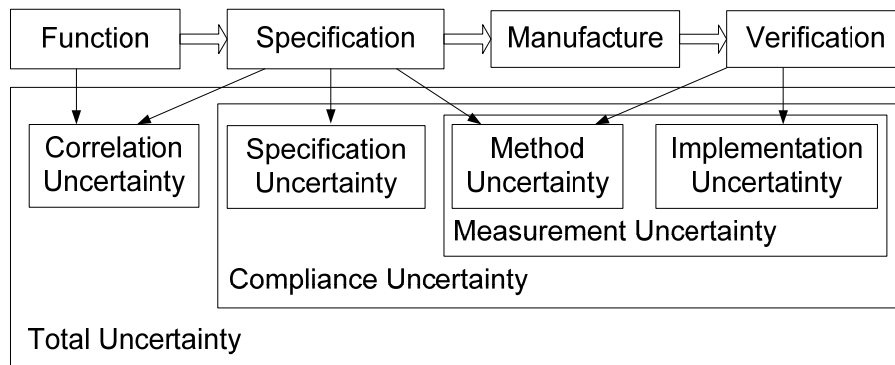 Function
Specification
Manufacture
Verification
Correlation
Uncertainty
Specification
Uncertainty
Method
Uncertainty
Implementation
Uncertatinty
Measurement Uncertainty
Compliance Uncertainty
Total Uncertainty